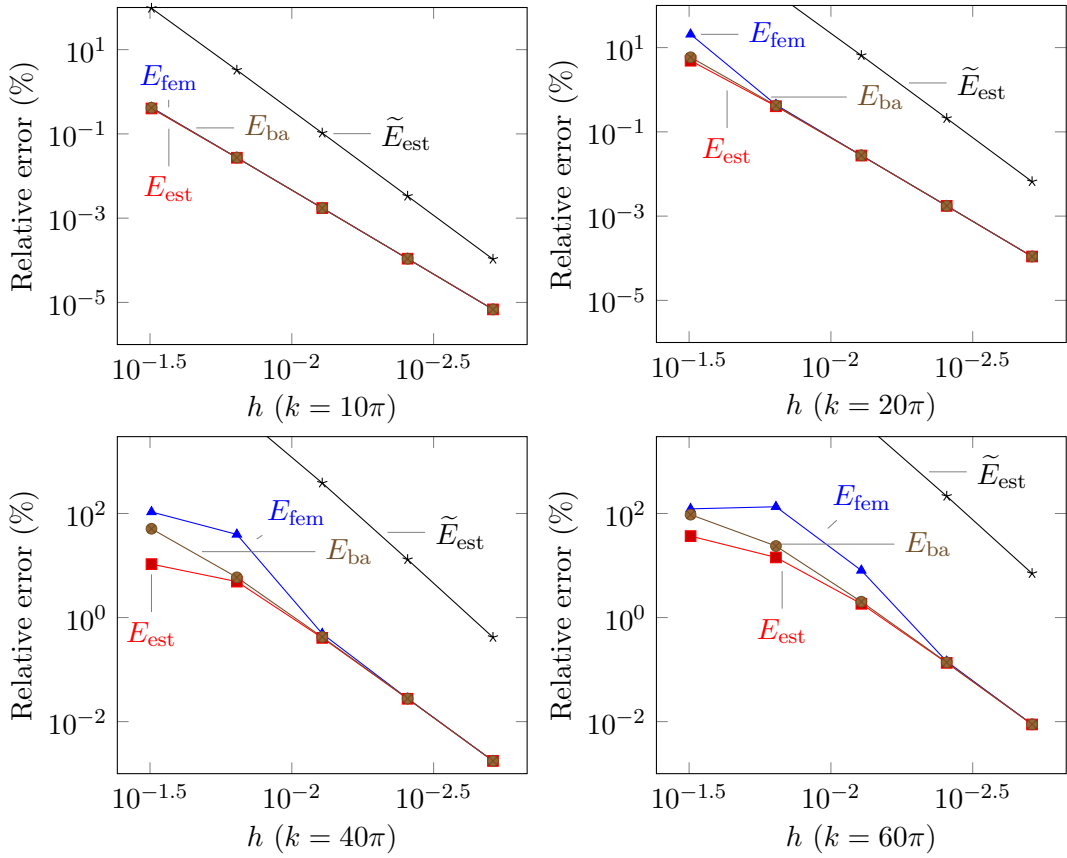 10^1
10^{-1}
10^{-3}
10^{-5}
Relative error (%)
E_fem
E_ba
Ẽ_est
E_est
10^{-1.5} 10^{-2} 10^{-2.5}
h (k = 10π)
10^1
10^{-1}
10^{-3}
10^{-5}
Relative error (%)
E_fem
Ẽ_est
E_ba
E_est
10^{-1.5} 10^{-2} 10^{-2.5}
h (k = 20π)
10^2
10^0
10^{-2}
Relative error (%)
E_fem
Ẽ_est
E_ba
E_est
10^{-1.5} 10^{-2} 10^{-2.5}
h (k = 40π)
10^2
10^0
10^{-2}
Relative error (%)
Ẽ_est
E_fem
E_ba
E_est
10^{-1.5} 10^{-2} 10^{-2.5}
h (k = 60π)